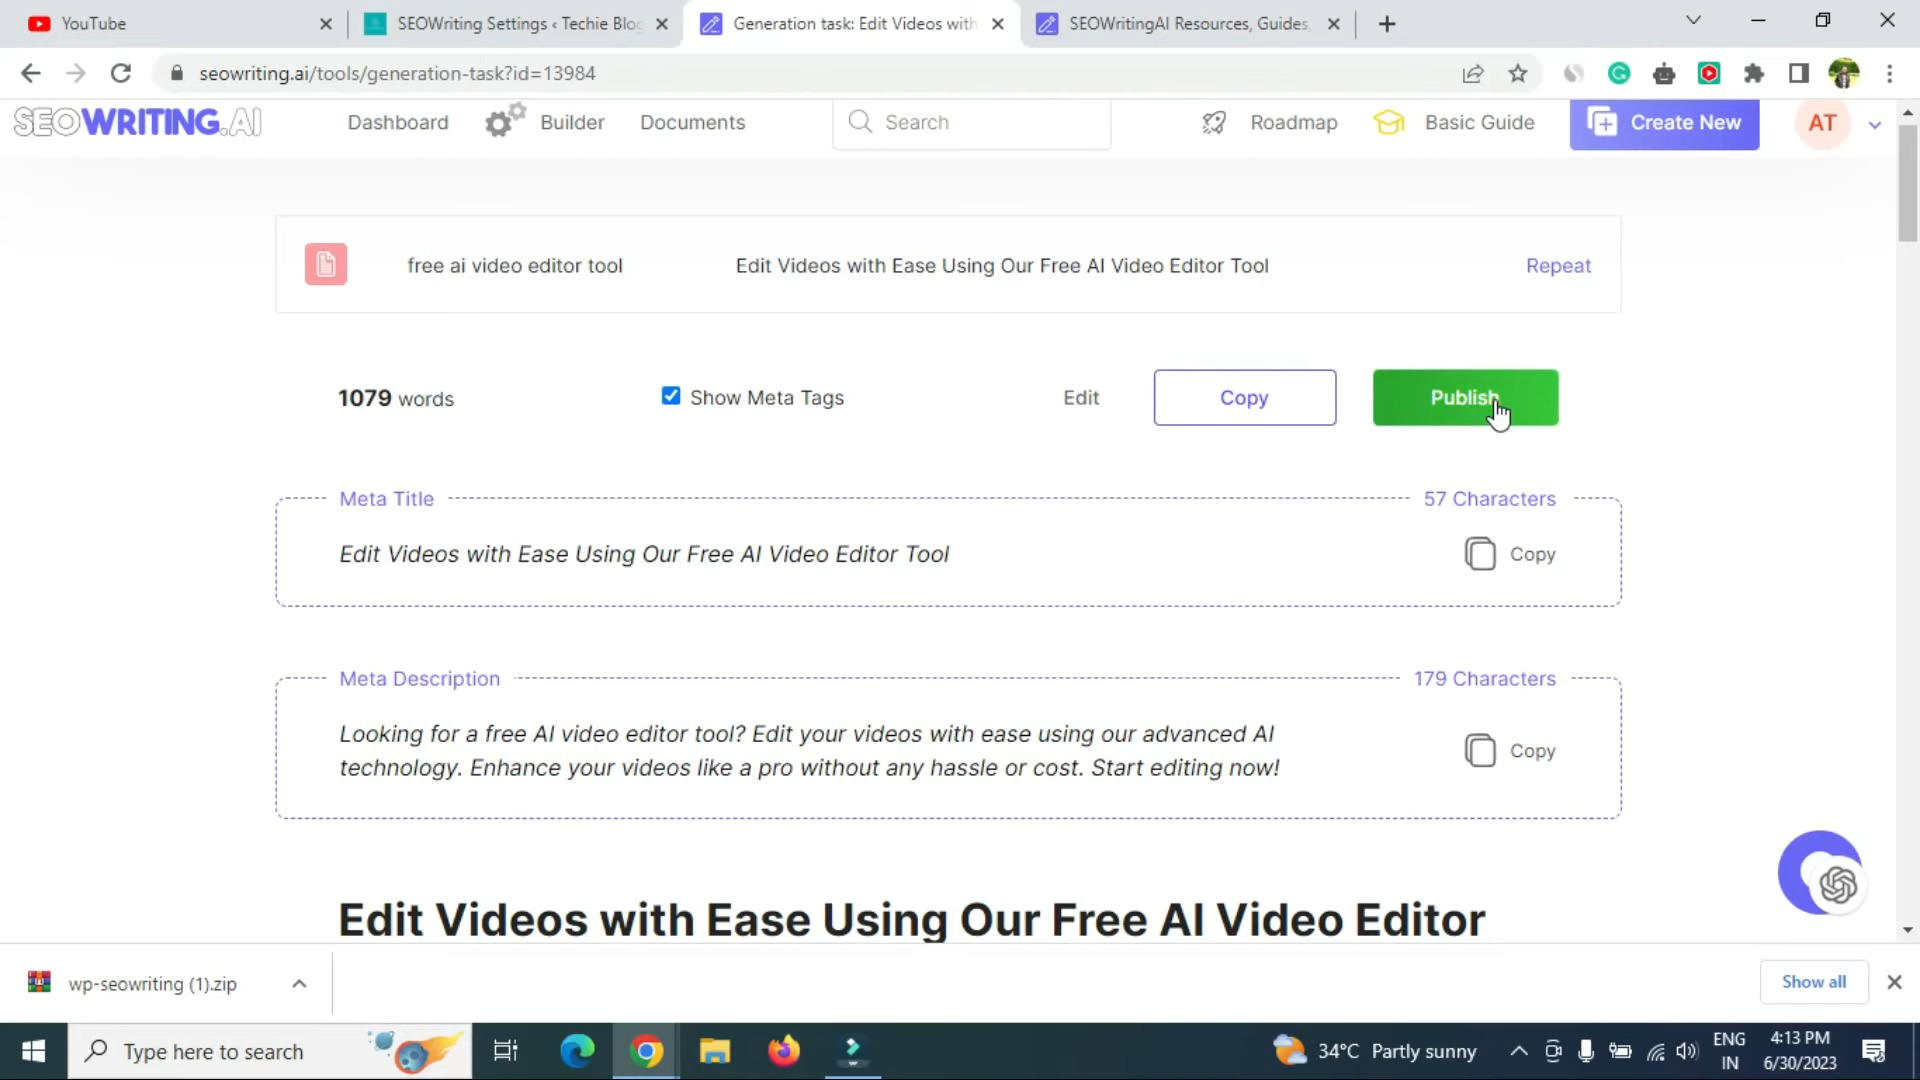 YouTube
SEOWriting Settings ‹ Techie Blog
Generation task: Edit Videos with
SEOWritingAI Resources, Guides,
seowriting.ai/tools/generation-task?id=13984
SEOWRITING.AI
Dashboard
Builder
Documents
Search
Roadmap
Basic Guide
Create New
AT
free ai video editor tool
Edit Videos with Ease Using Our Free AI Video Editor Tool
Repeat
1079 words
Show Meta Tags
Edit
Copy
Publish
Meta Title
57 Characters
Edit Videos with Ease Using Our Free AI Video Editor Tool
Copy
Meta Description
179 Characters
Looking for a free AI video editor tool? Edit your videos with ease using our advanced AI
technology. Enhance your videos like a pro without any hassle or cost. Start editing now!
Copy
Edit Videos with Ease Using Our Free AI Video Editor
wp-seowriting (1).zip
Show all
Type here to search
34°C Partly sunny
ENG
IN
4:13 PM
6/30/2023